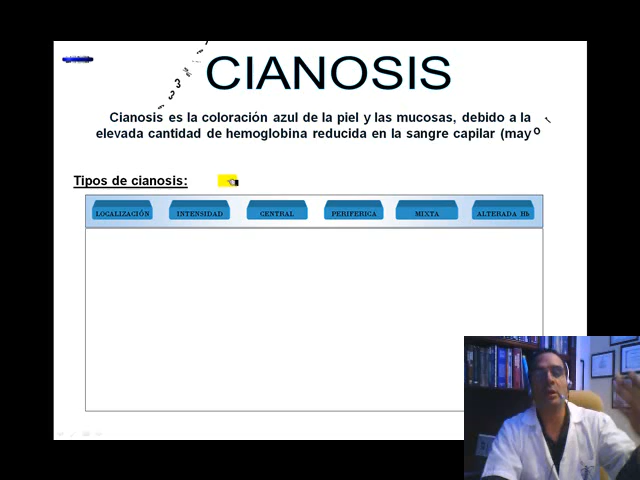 CIANOSIS
Cianosis es la coloración azul de la piel y las mucosas, debido a la
elevada cantidad de hemoglobina reducida en la sangre capilar (mayo
Tipos de cianosis:
LOCALIZACIÓN INTENSIDAD CENTRAL PERIFERICA MIXTA ALTERADA Hb